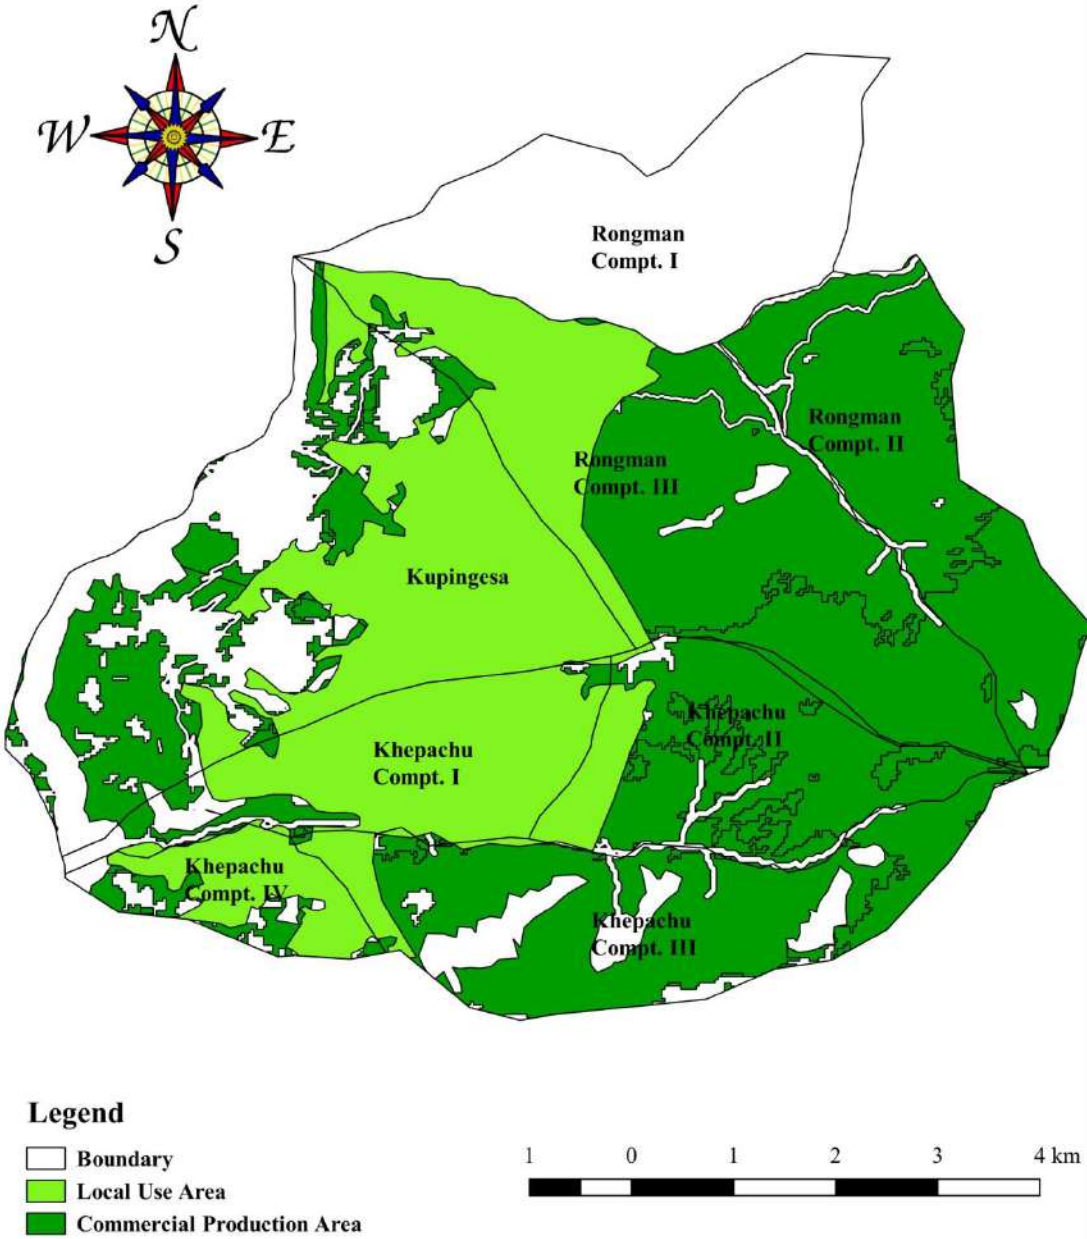 N
W E
S
Rongman
Compt. I
Rongman
Compt. II
Rongman
Compt. III
Kupingesa
Khepachu
Compt. II
Khepachu
Compt. I
Khepachu
Compt. IV
Khepachu
Compt. III
Legend
Boundary
Local Use Area
Commercial Production Area
1 0 1 2 3 4 km